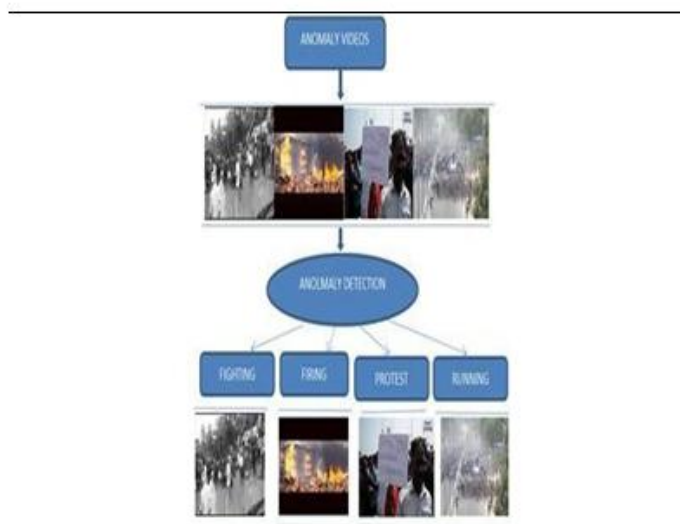 ANOMALY VIDEOS
ANOLMALY DETECTION
FIGHTING
FIRING
PROTEST
RUNNING